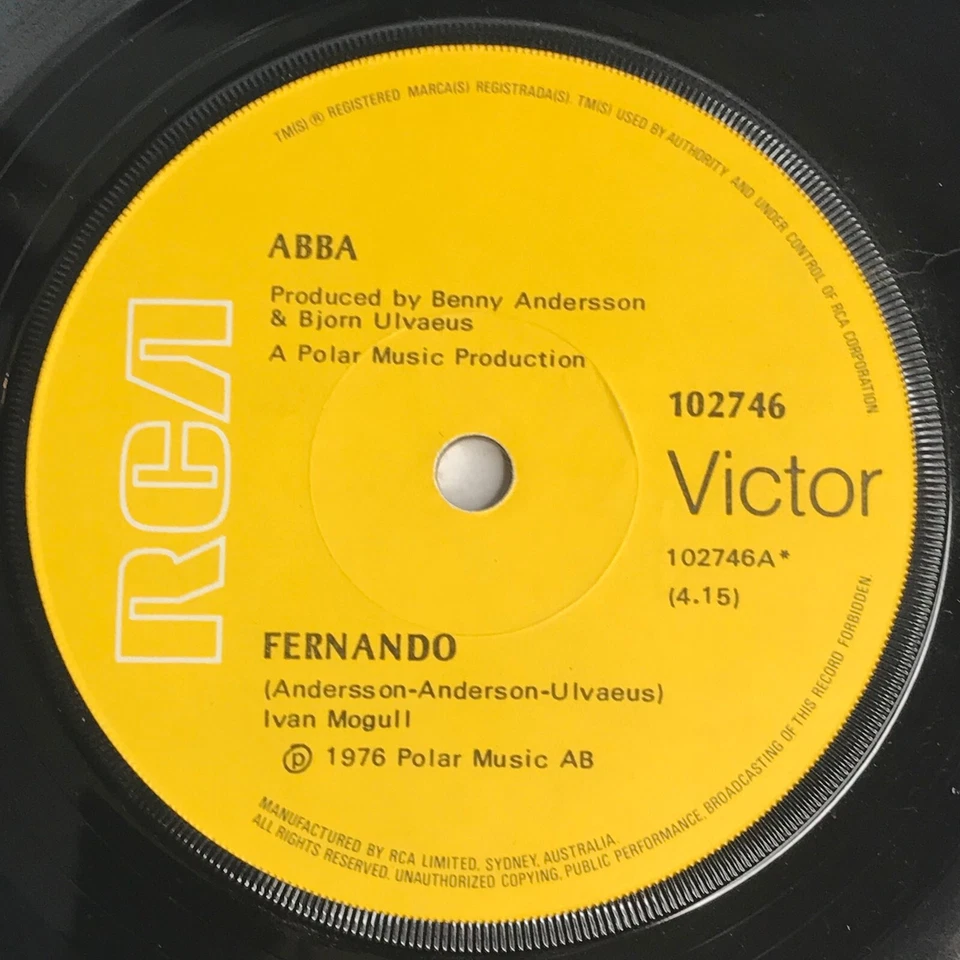 TM(S) ® REGISTERED MARCA(S) REGISTRADA(S). TM(S) USED BY AUTHORITY AND UNDER CONTROL OF RCA CORPORATION
RCA
ABBA
Produced by Benny Andersson
& Bjorn Ulvaeus
A Polar Music Production
102746
Victor
102746A*
(4.15)
FERNANDO
(Andersson-Anderson-Ulvaeus)
Ivan Mogull
℗ 1976 Polar Music AB
MANUFACTURED BY RCA LIMITED, SYDNEY, AUSTRALIA.
ALL RIGHTS RESERVED. UNAUTHORIZED COPYING, PUBLIC PERFORMANCE, BROADCASTING OF THIS RECORD FORBIDDEN.